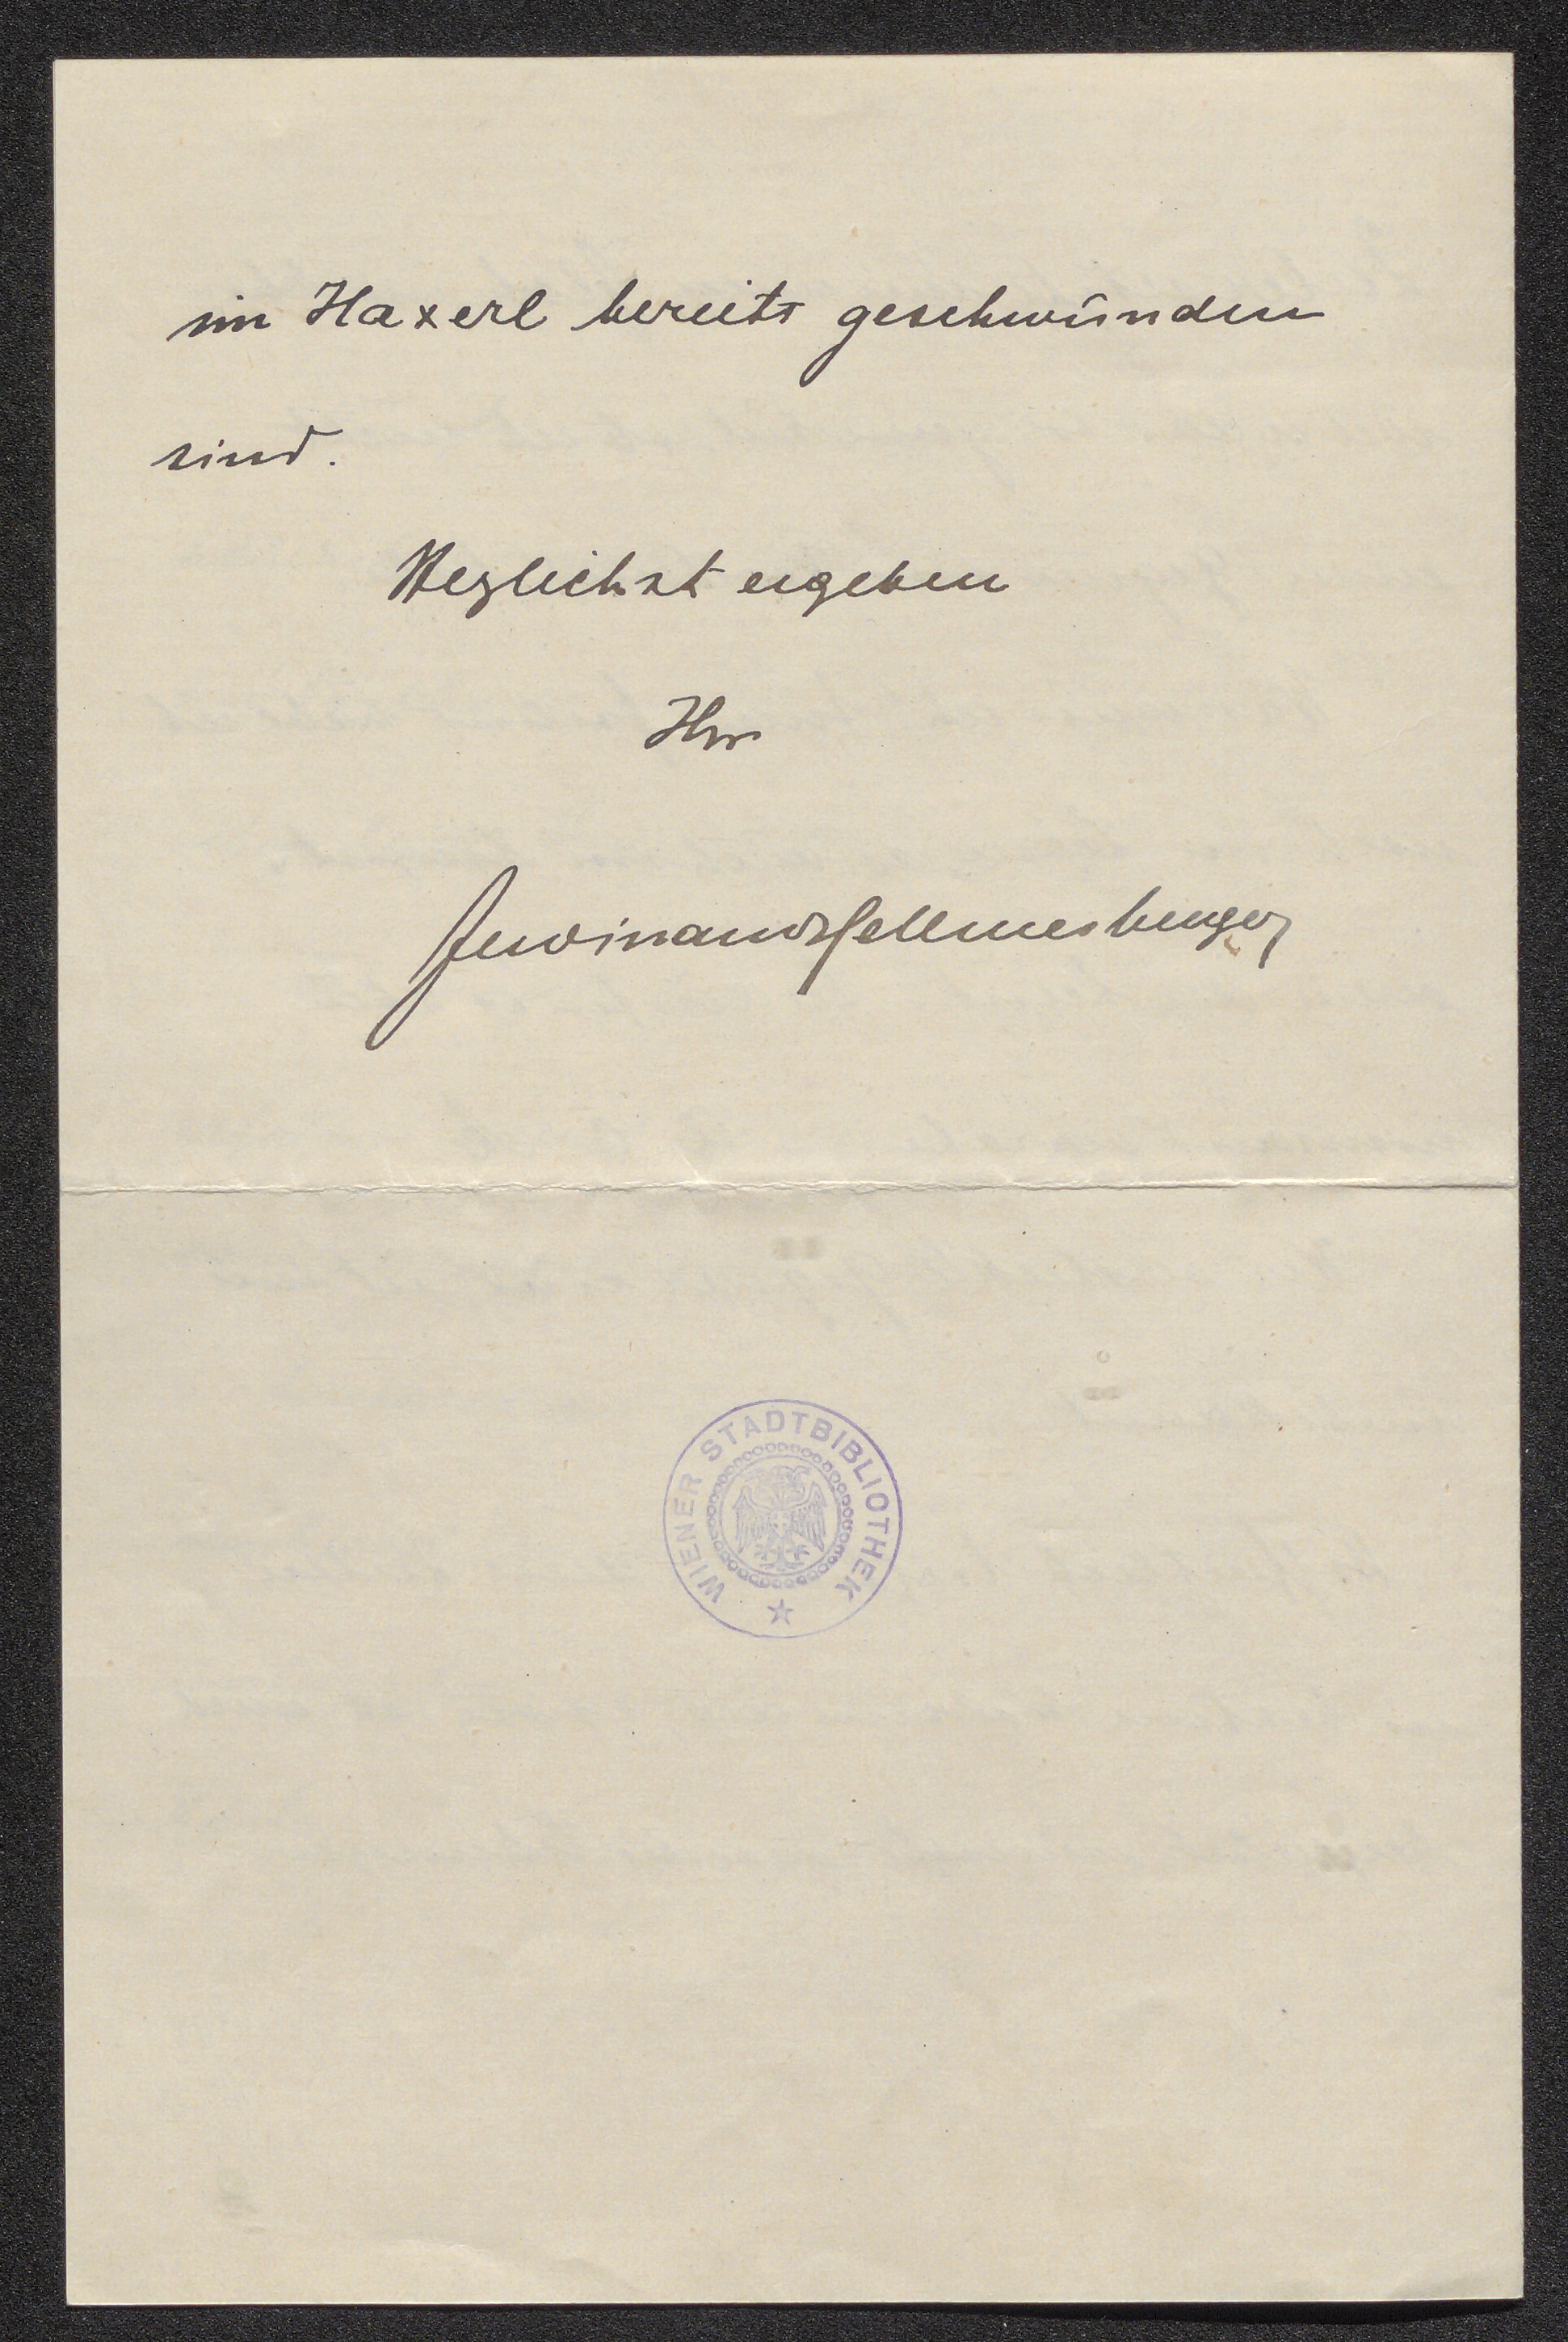 im Haxerl bereits geschwunden
sind.
Herzlichst ergeben
Ihr
Ferdinand Hellmesberger
WIENER STADTBIBLIOTHEK